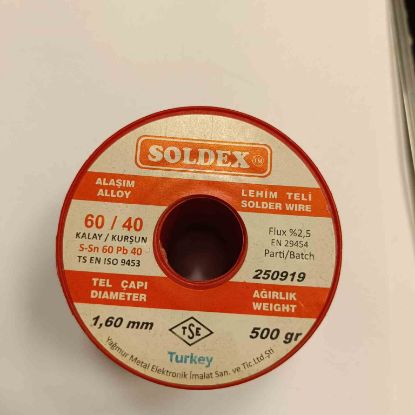 SOLDEX TM
ALAŞIM
ALLOY
LEHİM TELİ
SOLDER WIRE
60 / 40
KALAY / KURŞUN
S-Sn 60 Pb 40
TS EN ISO 9453
Flux %2,5
EN 29454
Parti/Batch
250919
TEL ÇAPI
DIAMETER
AĞIRLIK
WEIGHT
1,60 mm
TSE
500 gr
Turkey
Yağmur Metal Elektronik İmalat San. ve Tic.Ltd.Şti